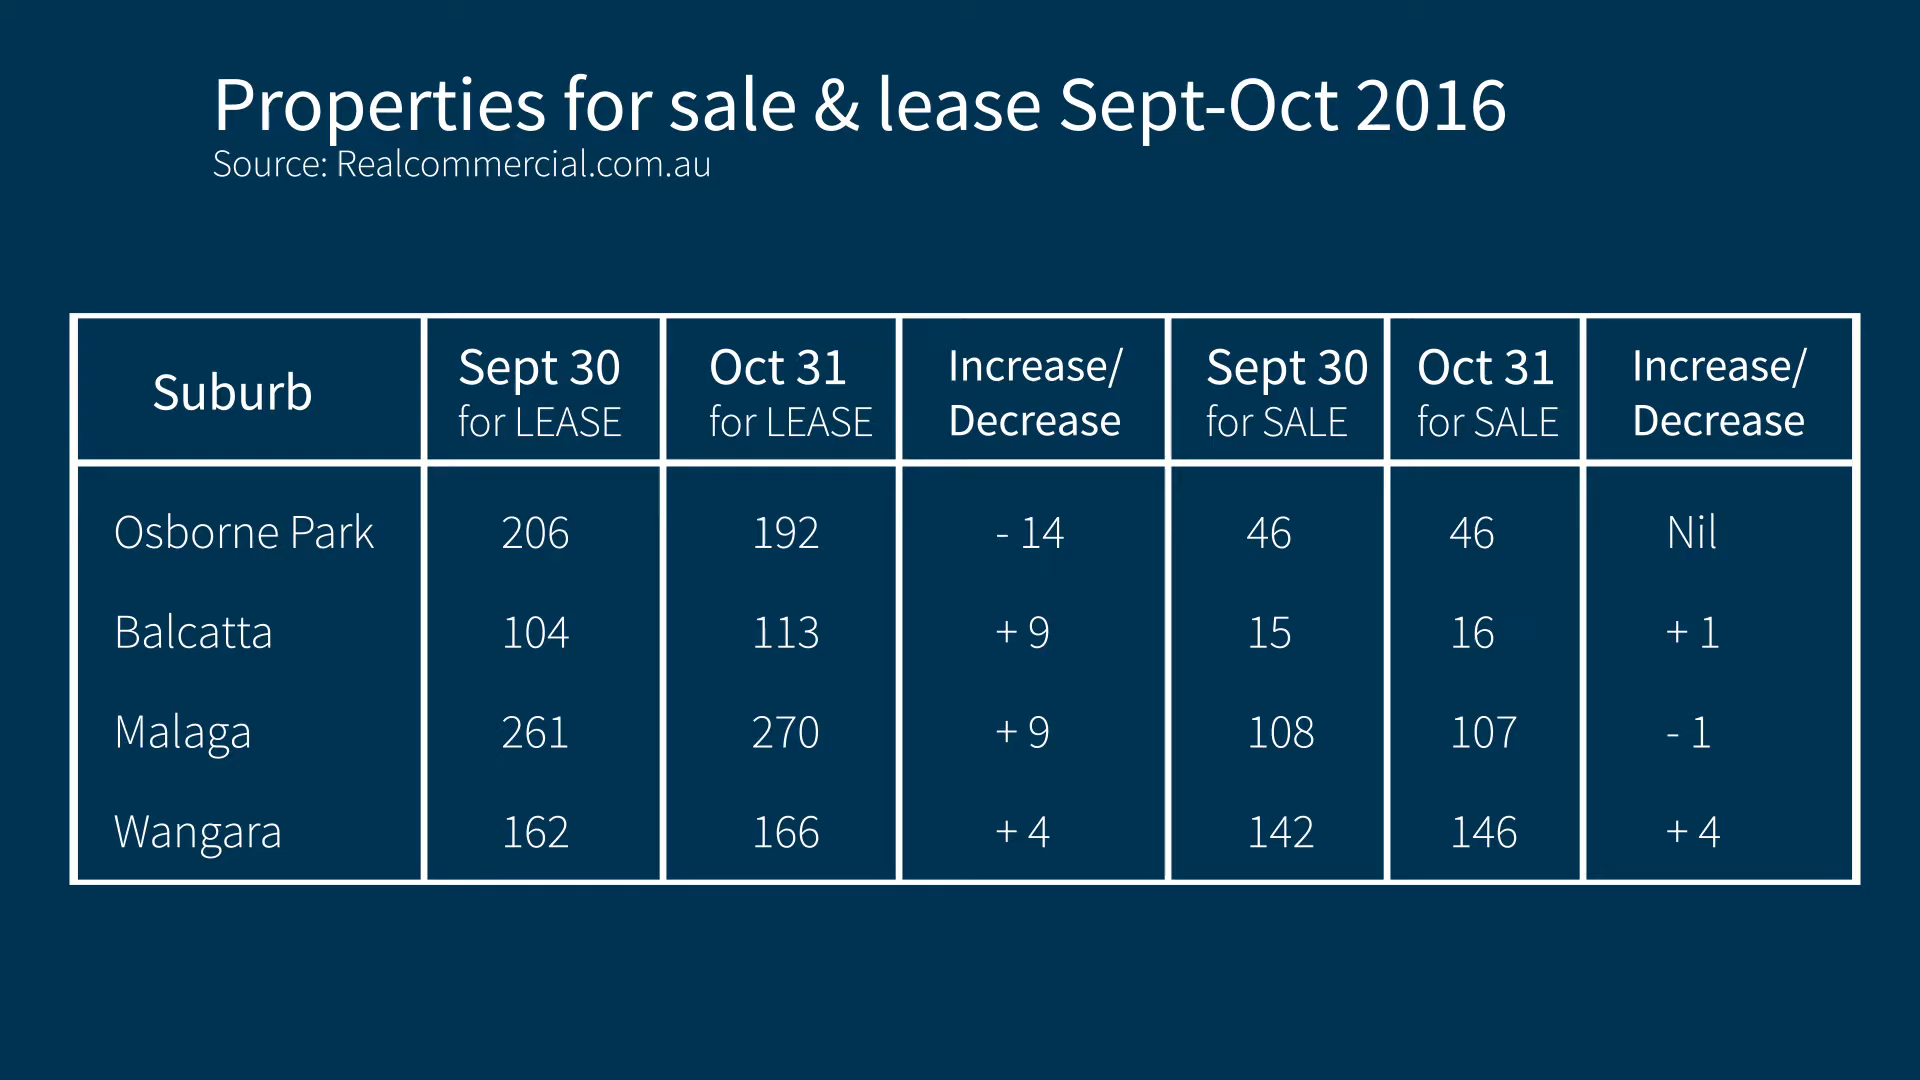 Properties for sale & lease Sept-Oct 2016
Source: Realcommercial.com.au
Suburb Sept 30 for LEASE Oct 31 for LEASE Increase/ Decrease Sept 30 for SALE Oct 31 for SALE Increase/ Decrease
Osborne Park 206 192 - 14 46 46 Nil
Balcatta 104 113 + 9 15 16 + 1
Malaga 261 270 + 9 108 107 - 1
Wangara 162 166 + 4 142 146 + 4